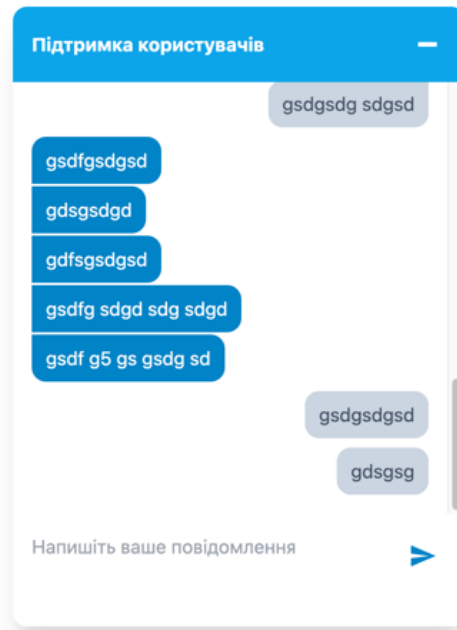 Підтримка користувачів
gsdgsdg sdgsd
gsdfgsdgsd
gdsgsdgd
gdfsgsdgsd
gsdfg sdgd sdg sdgd
gsdf g5 gs gsdg sd
gsdgsdgsd
gdsgsg
Напишіть ваше повідомлення